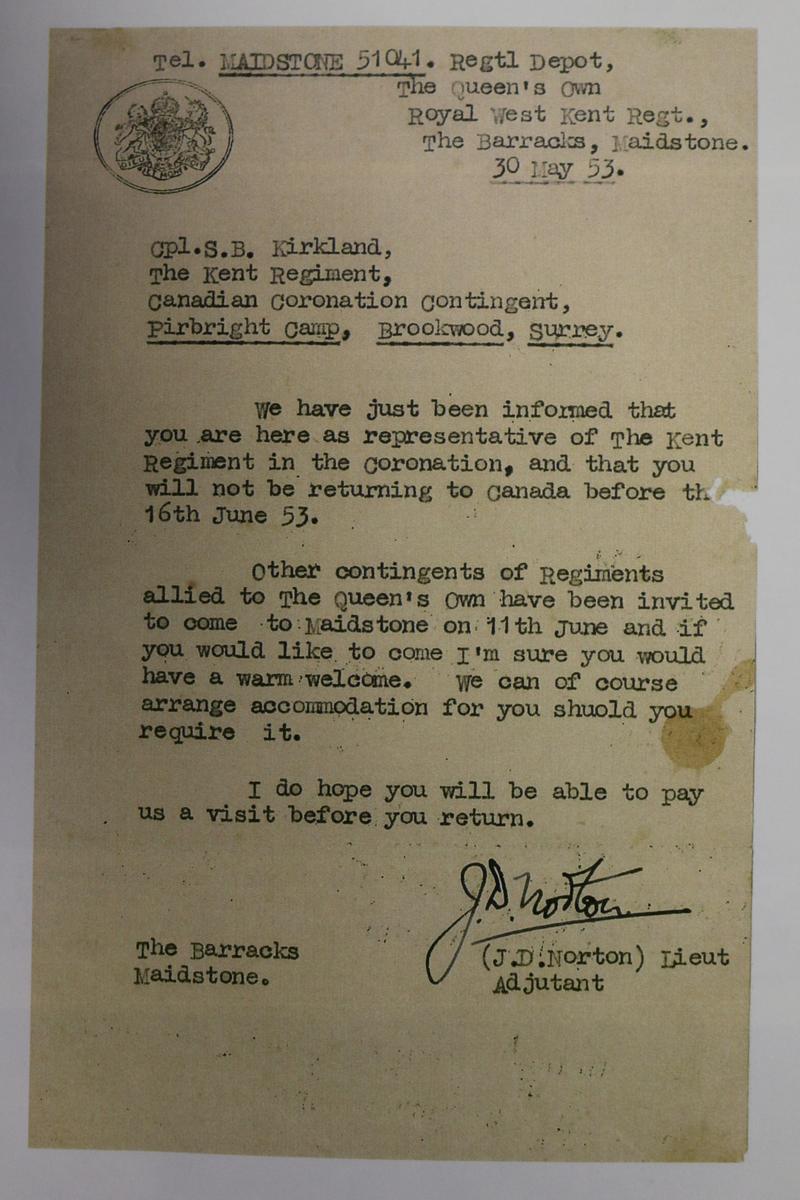 Tel. MAIDSTONE 51041. Regtl Depot,
The Queen's Own
Royal West Kent Regt.,
The Barracks, Maidstone.
30 May 53.
Cpl.S.B. Kirkland,
The Kent Regiment,
Canadian Coronation Contingent,
Pirbright Camp, Brookwood, Surrey.
We have just been informed that
you are here as representative of The Kent
Regiment in the Coronation, and that you
will not be returning to Canada before th
16th June 53.
Other contingents of Regiments
allied to The Queen's Own have been invited
to come to Maidstone on 11th June and if
you would like to come I'm sure you would
have a warm welcome. We can of course
arrange accommodation for you shuold you
require it.
I do hope you will be able to pay
us a visit before you return.
J.D. Norton
The Barracks
Maidstone.
(J.D.Norton) Lieut
Adjutant